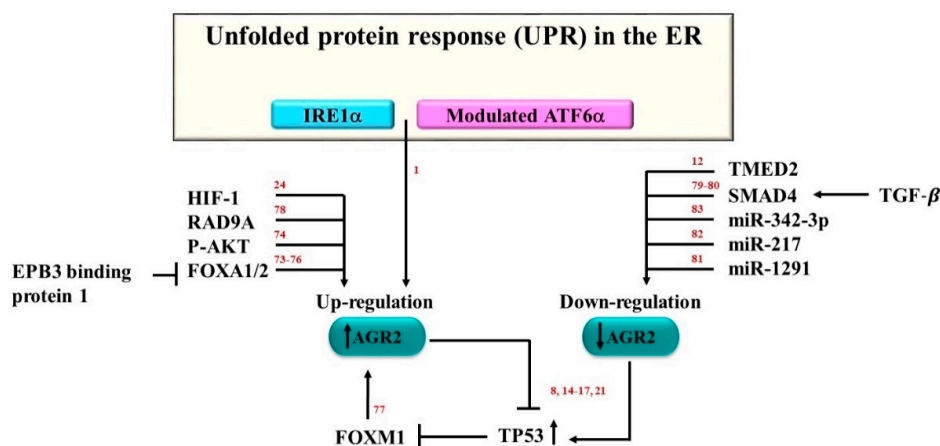 Unfolded protein response (UPR) in the ER
IRE1α
Modulated ATF6α
1
24
HIF-1
78
RAD9A
74
P-AKT
73-76
FOXA1/2
EPB3 binding
protein 1
12
TMED2
79-80
SMAD4
TGF-β
83
miR-342-3p
82
miR-217
81
miR-1291
Up-regulation
AGR2
Down-regulation
AGR2
8, 14-17, 21
77
FOXM1
TP53